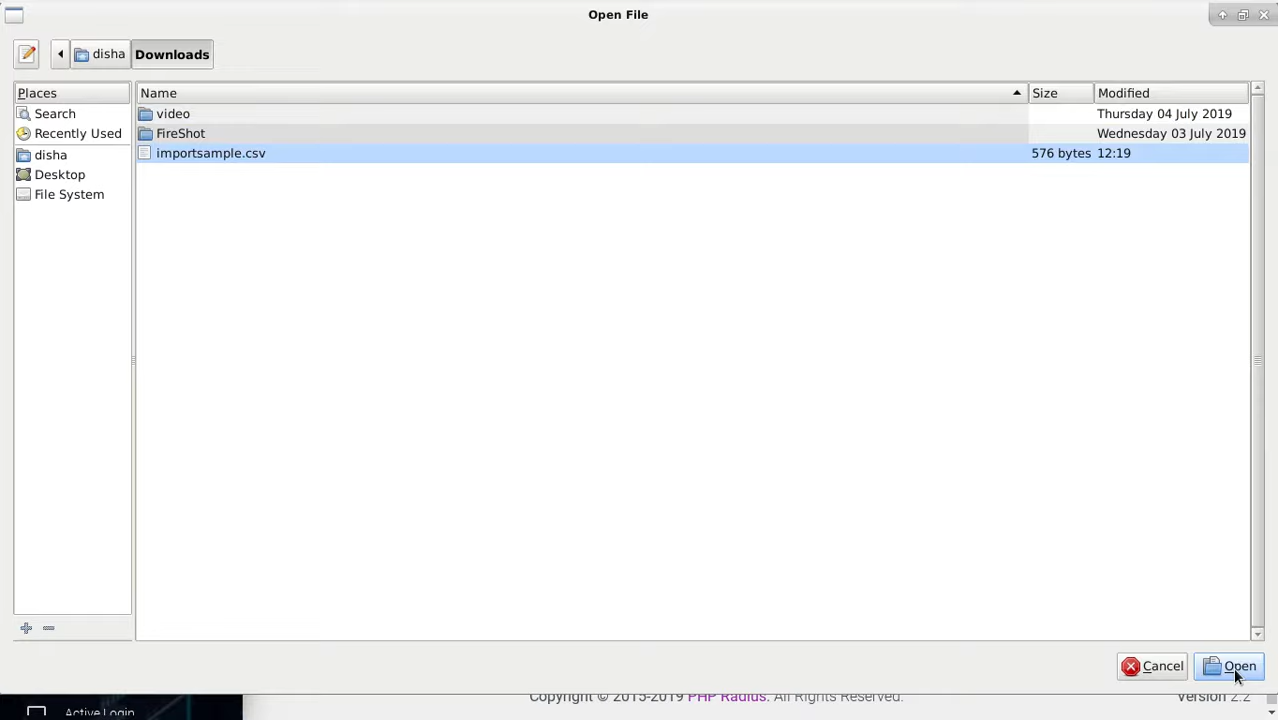 Open File
disha Downloads
Places
Search
Recently Used
disha
Desktop
File System
Name Size Modified
video Thursday 04 July 2019
FireShot Wednesday 03 July 2019
importsample.csv 576 bytes 12:19
Cancel Open
Copyright © 2015-2019 PHP Radius. All Rights Reserved. Version 2.2
Active Login